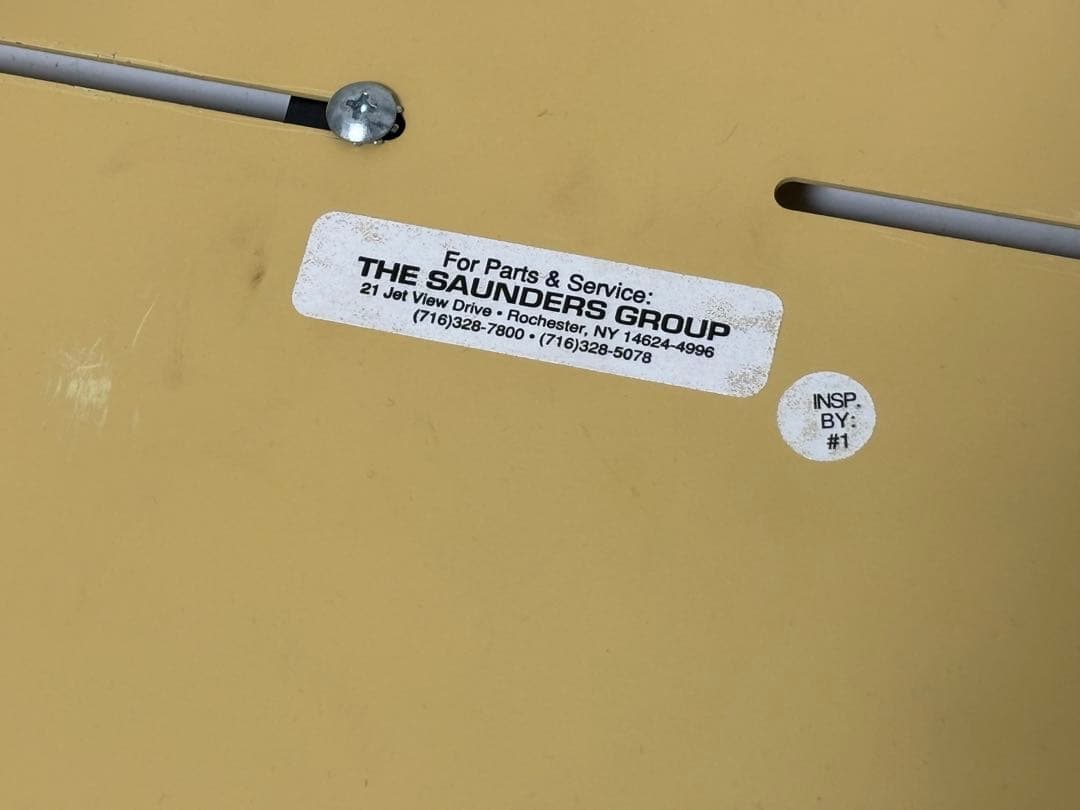 For Parts & Service:
THE SAUNDERS GROUP
21 Jet View Drive • Rochester, NY 14624-4996
(716)328-7800 • (716)328-5078
INSP.
BY:
#1